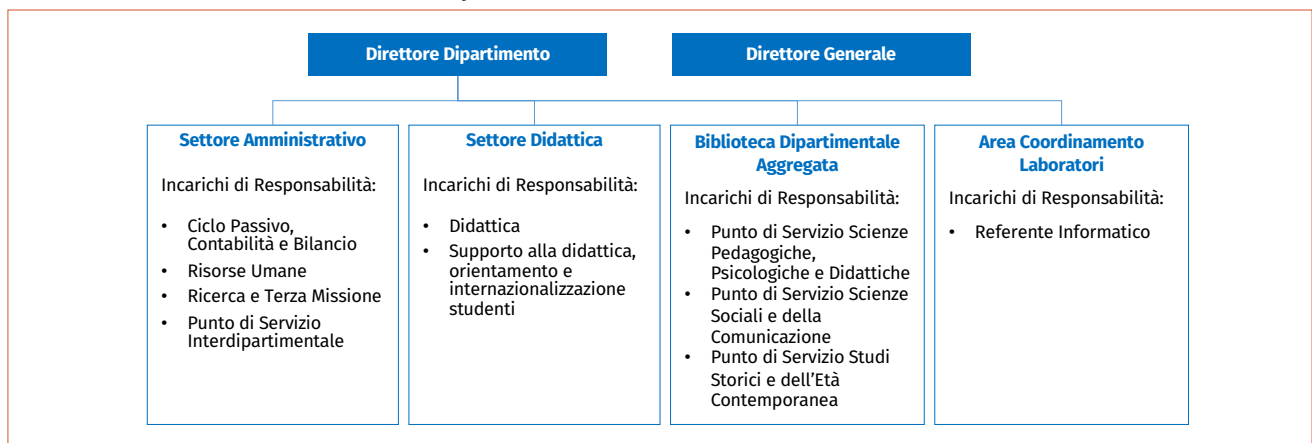 Direttore Dipartimento
Direttore Generale
Settore Amministrativo
Incarichi di Responsabilità:
• Ciclo Passivo,
Contabilità e Bilancio
• Risorse Umane
• Ricerca e Terza Missione
• Punto di Servizio
Interdipartimentale
Settore Didattica
Incarichi di Responsabilità:
• Didattica
• Supporto alla didattica,
orientamento e
internazionalizzazione
studenti
Biblioteca Dipartimentale
Aggregata
Incarichi di Responsabilità:
• Punto di Servizio Scienze
Pedagogiche,
Psicologiche e Didattiche
• Punto di Servizio Scienze
Sociali e della
Comunicazione
• Punto di Servizio Studi
Storici e dell’Età
Contemporanea
Area Coordinamento
Laboratori
Incarichi di Responsabilità:
• Referente Informatico